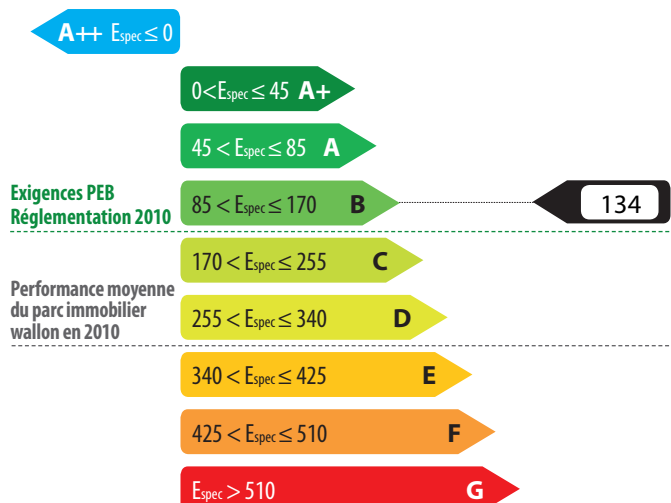 A++ Espec ≤ 0
0<Espec ≤ 45 A+
45 < Espec ≤ 85 A
Exigences PEB
Réglementation 2010
85 < Espec ≤ 170 B
134
170 < Espec ≤ 255 C
Performance moyenne
du parc immobilier
wallon en 2010
255 < Espec ≤ 340 D
340 < Espec ≤ 425 E
425 < Espec ≤ 510 F
Espec > 510 G